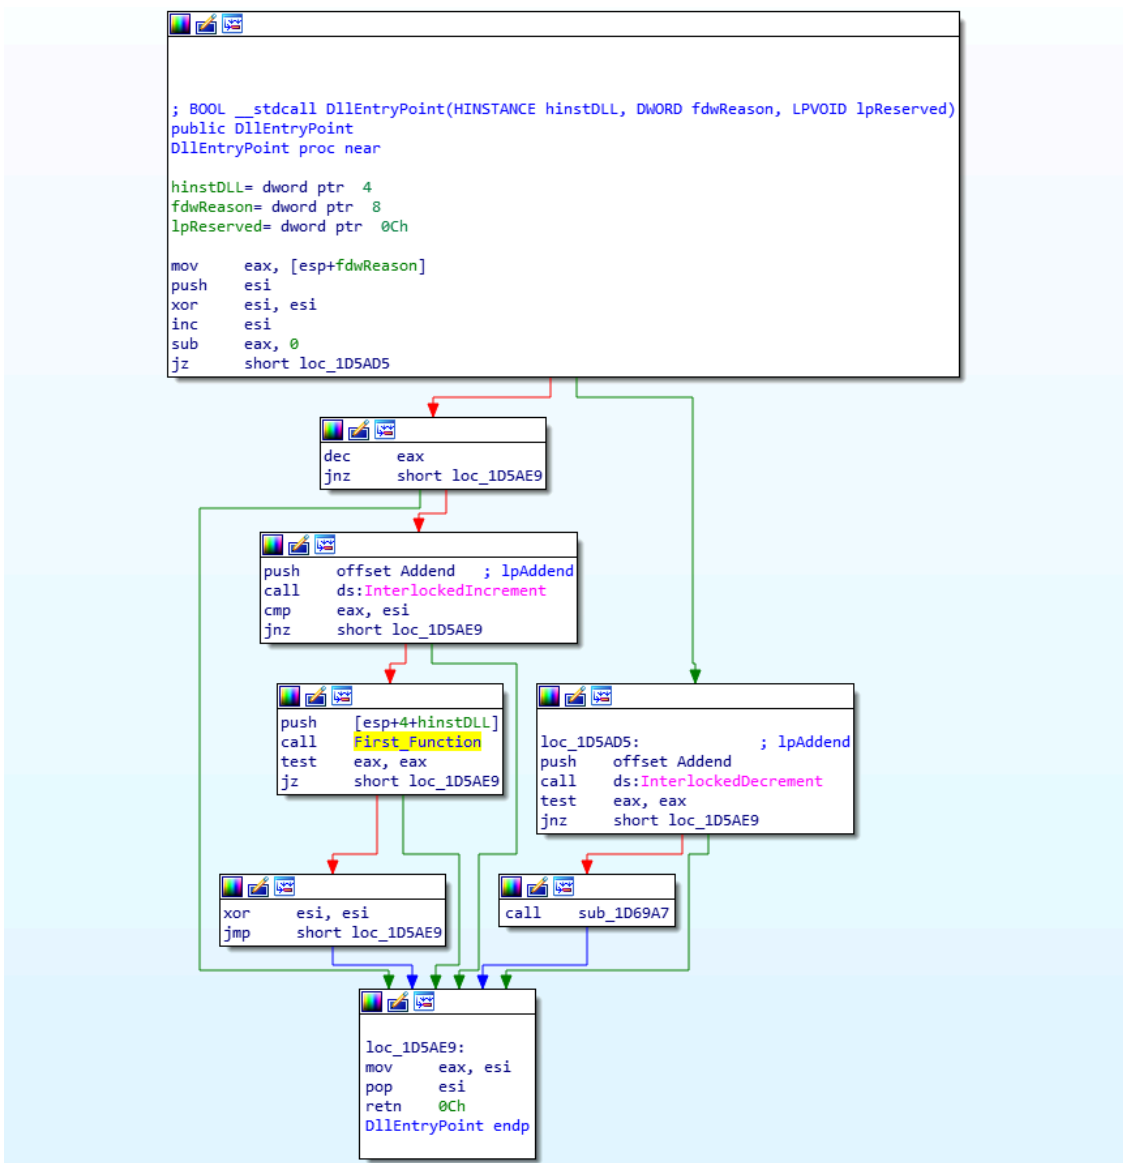 ; BOOL __stdcall DllEntryPoint(HINSTANCE hinstDLL, DWORD fdwReason, LPVOID lpReserved)
public DllEntryPoint
DllEntryPoint proc near
hinstDLL= dword ptr  4
fdwReason= dword ptr  8
lpReserved= dword ptr  0Ch
mov     eax, [esp+fdwReason]
push    esi
xor     esi, esi
inc     esi
sub     eax, 0
jz      short loc_1D5AD5
dec     eax
jnz     short loc_1D5AE9
push    offset Addend   ; lpAddend
call    ds:InterlockedIncrement
cmp     eax, esi
jnz     short loc_1D5AE9
push    [esp+4+hinstDLL]
call    First_Function
test    eax, eax
jz      short loc_1D5AE9
loc_1D5AD5:             ; lpAddend
push    offset Addend
call    ds:InterlockedDecrement
test    eax, eax
jnz     short loc_1D5AE9
xor     esi, esi
jmp     short loc_1D5AE9
call    sub_1D69A7
loc_1D5AE9:
mov     eax, esi
pop     esi
retn    0Ch
DllEntryPoint endp